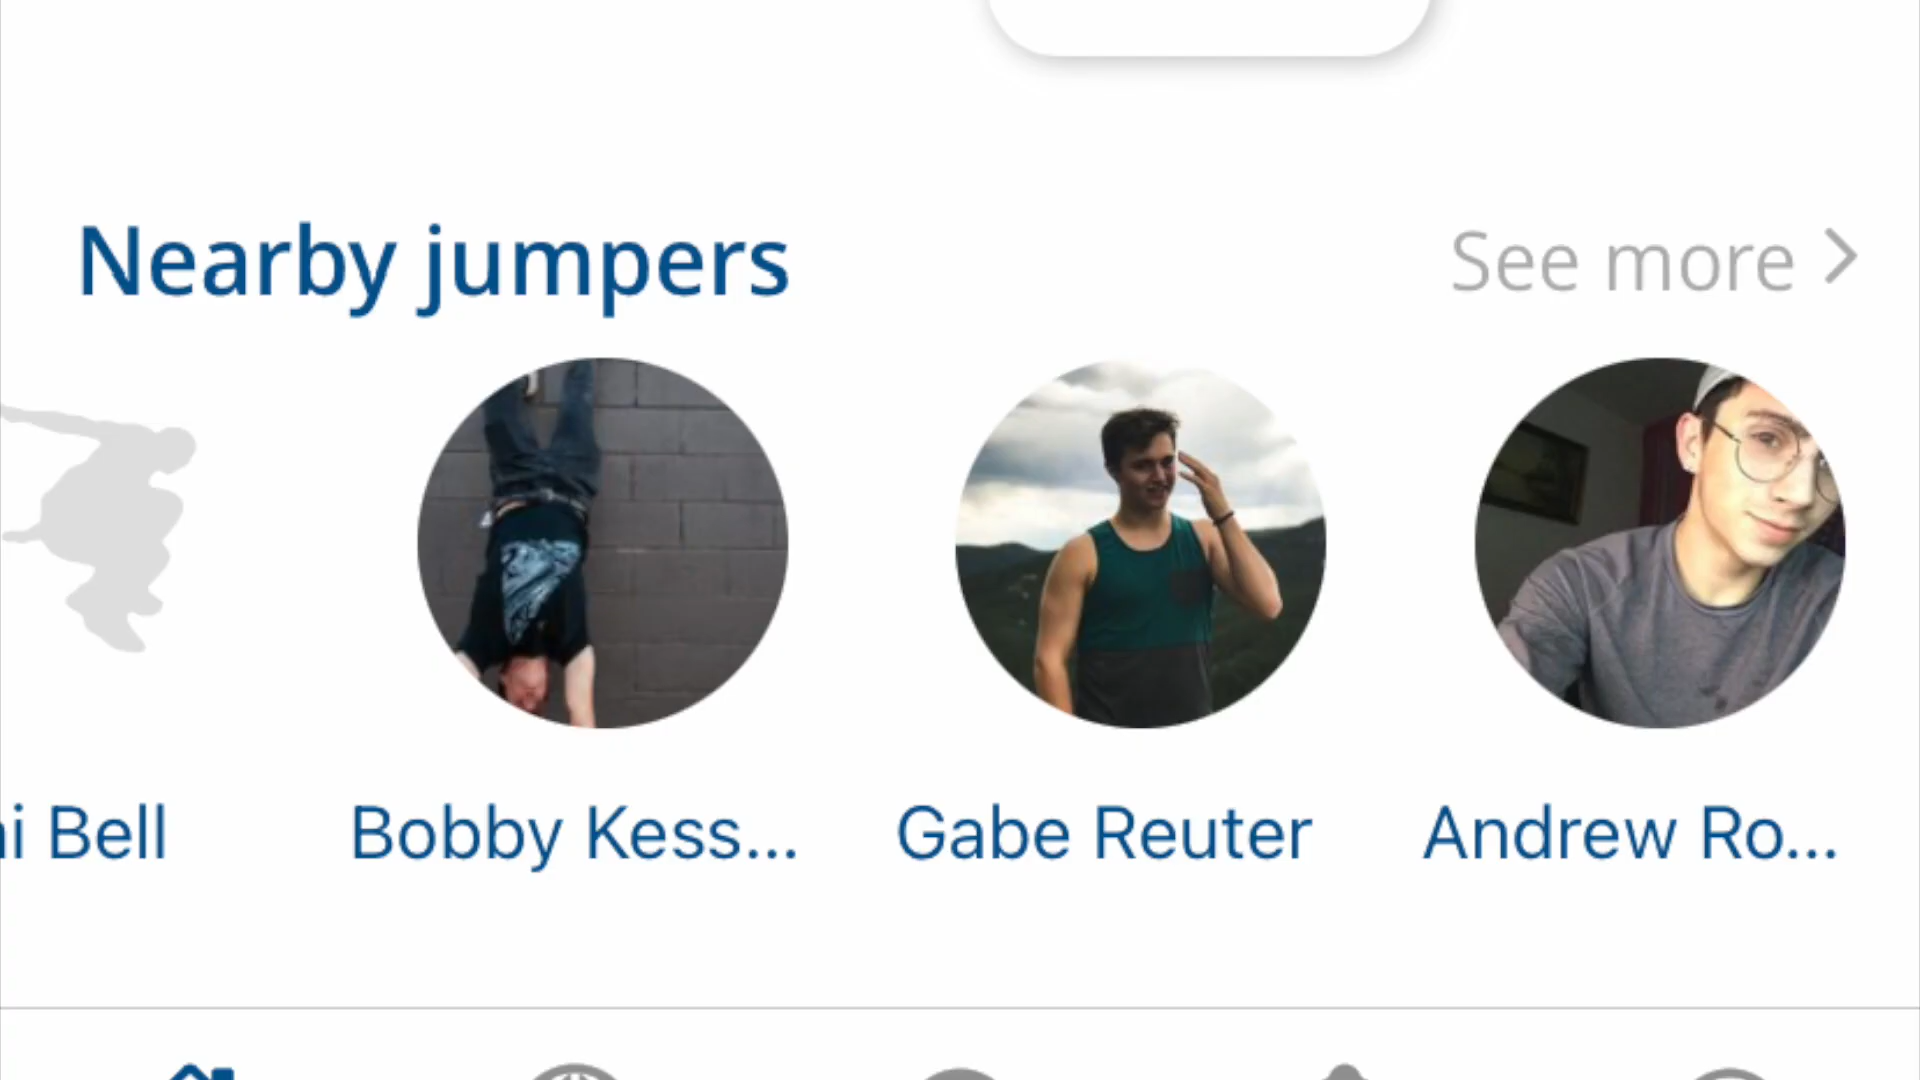 Nearby jumpers
See more
Bell
Bobby Kess...
Gabe Reuter
Andrew Ro...